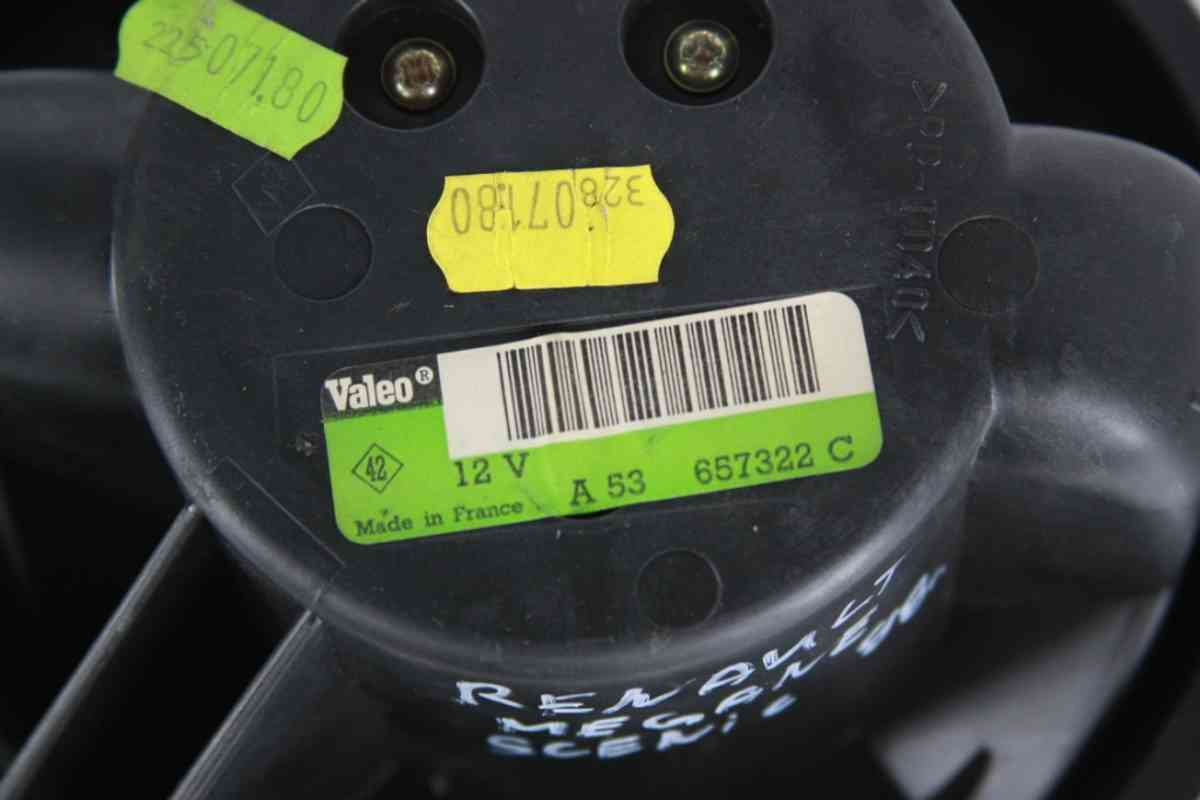 22507180
32807180
Valeo®
42
12 V
A 53
657322 C
Made in France
RENAULT
MEGANE
SCENiC